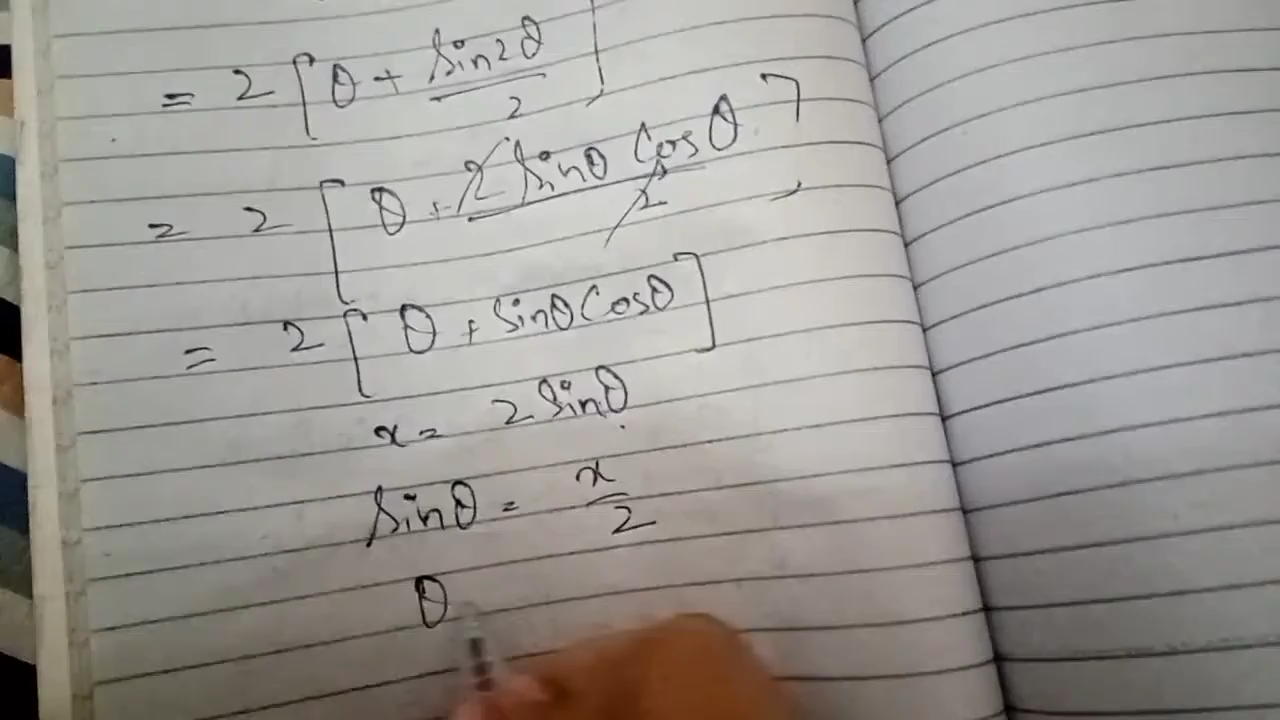 = 2 [θ + sin2θ/2]
= 2 [θ + 2 sinθ cosθ/2]
= 2 [θ + sinθ cosθ]
x = 2 sinθ
sinθ = x/2
θ